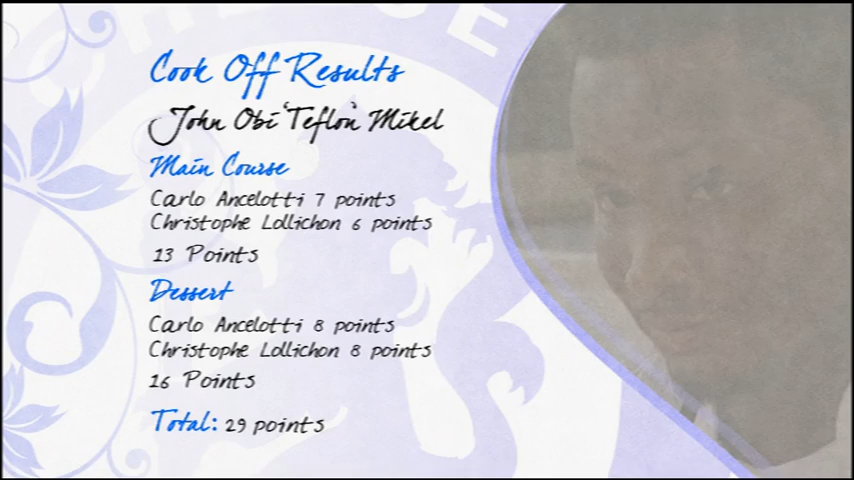 Cook Off Results
John Obi 'Teflon' Mikel
Main Course
Carlo Ancelotti 7 points
Christophe Lollichon 6 points
13 Points
Dessert
Carlo Ancelotti 8 points
Christophe Lollichon 8 points
16 Points
Total: 29 points